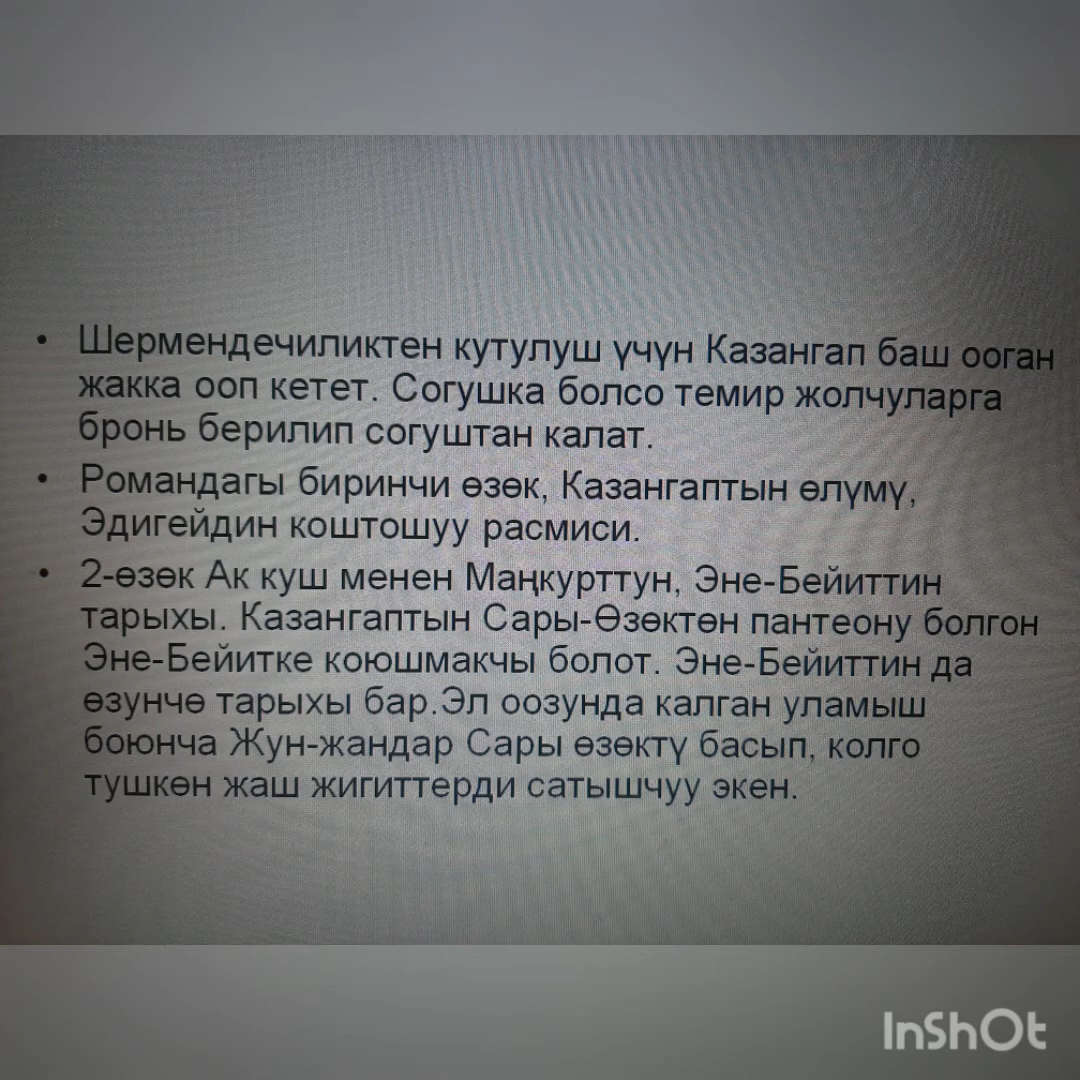 • Шермендечиликтен кутулуш үчүн Казангап баш ооган
жакка ооп кетет. Согушка болсо темир жолчуларга
бронь берилип согуштан калат.
• Романдагы биринчи өзөк, Казангаптын өлүмү,
Эдигейдин коштошуу расмиси.
• 2-өзөк Ак куш менен Маңкурттун, Эне-Бейиттин
тарыхы. Казангаптын Сары-Өзөктөн пантеону болгон
Эне-Бейитке коюшмакчы болот. Эне-Бейиттин да
өзунчө тарыхы бар.Эл оозунда калган уламыш
боюнча Жун-жандар Сары өзөктү басып, колго
тушкөн жаш жигиттерди сатышчуу экен.
InShOt